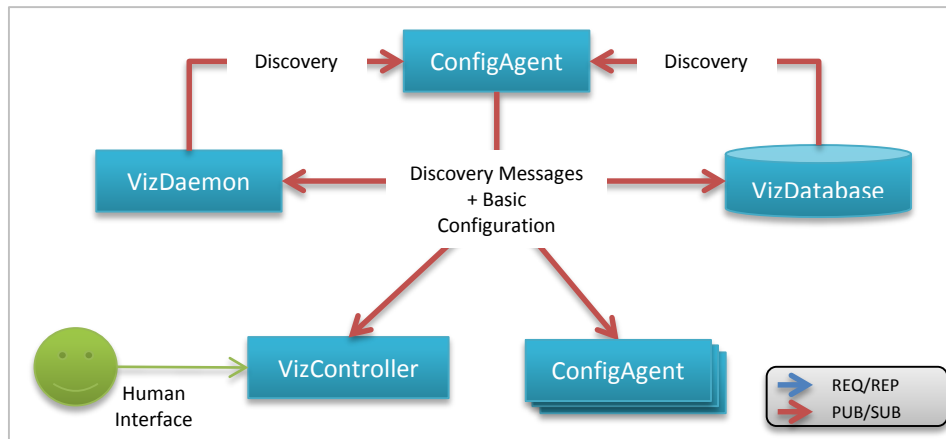 Discovery
ConfigAgent
Discovery
VizDaemon
Discovery Messages
+ Basic
Configuration
VizDatabase
VizController
ConfigAgent
Human
Interface
REQ/REP
PUB/SUB